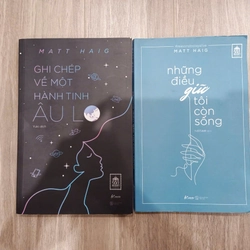 MATT HAIG
GHI CHÉP
VỀ MỘT
HÀNH TINH
ÂU LO
MATT HAIG
những
điều giữ
tôi
còn
sống